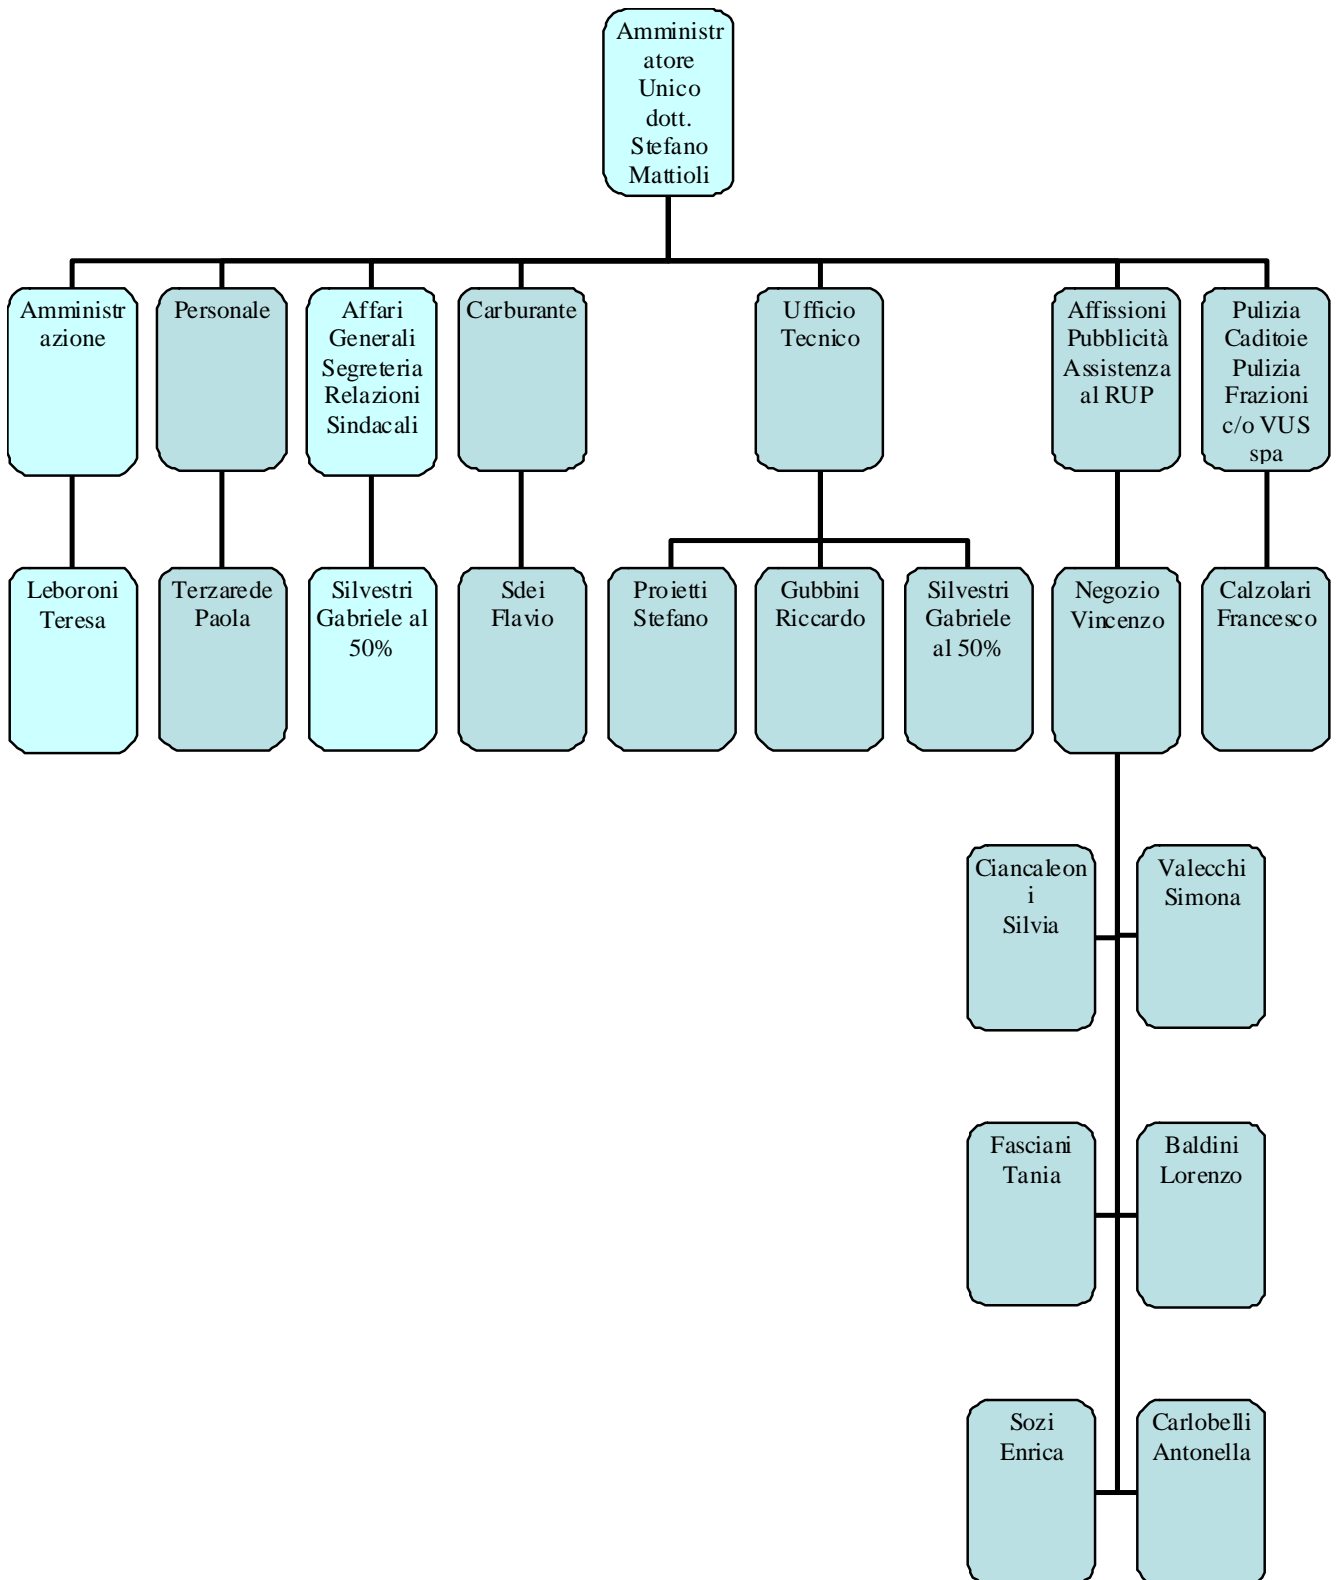 Amministr
atore
Unico
dott.
Stefano
Mattioli
Amministr
azione
Personale
Affari
Generali
Segreteria
Relazioni
Sindacali
Carburante
Ufficio
Tecnico
Affissioni
Pubblicità
Assistenza
al RUP
Pulizia
Caditoie
Pulizia
Frazioni
c/o VUS
spa
Leboroni
Teresa
Terzarede
Paola
Silvestri
Gabriele al
50%
Sdei
Flavio
Proietti
Stefano
Gubbini
Riccardo
Silvestri
Gabriele
al 50%
Negozio
Vincenzo
Calzolari
Francesco
Ciancaleon
i
Silvia
Valecchi
Simona
Fasciani
Tania
Baldini
Lorenzo
Sozi
Enrica
Carlobelli
Antonella